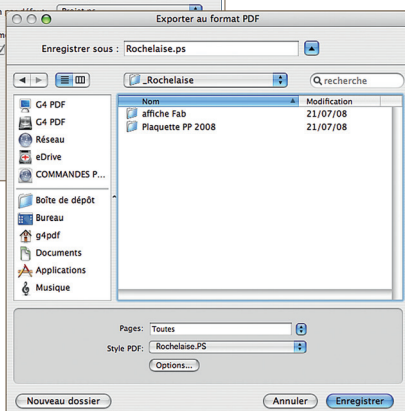 Projet.ps
Exporter au format PDF
Enregistrer sous : Rochelaise.ps
_Rochelaise
recherche
Nom Modification
affiche Fab 21/07/08
Plaquette PP 2008 21/07/08
G4 PDF
G4 PDF
Réseau
eDrive
COMMANDES P...
Boîte de dépôt
Bureau
g4pdf
Documents
Applications
Musique
Pages: Toutes
Style PDF: Rochelaise.PS
Options...
Nouveau dossier Annuler Enregistrer